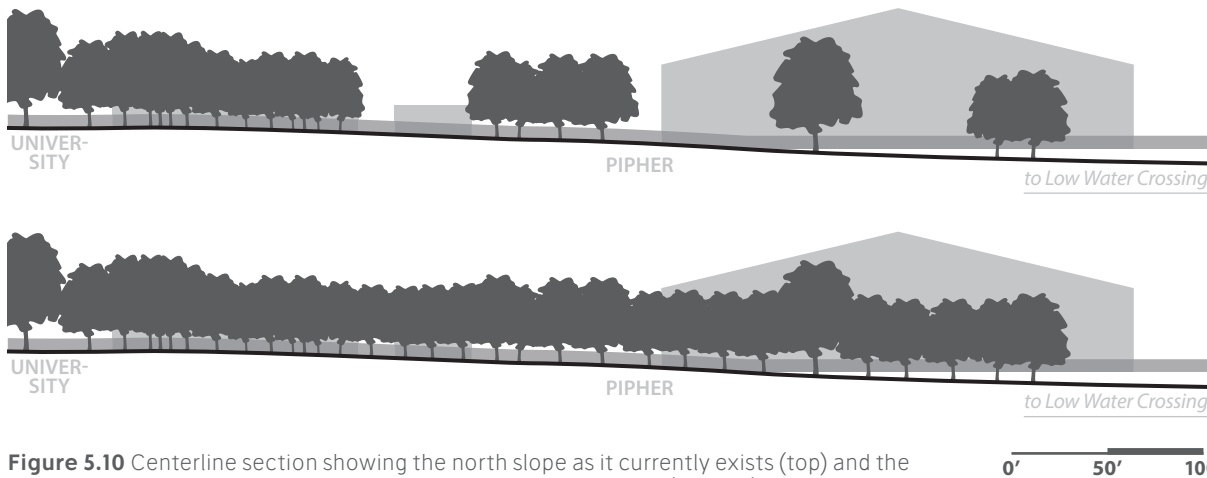 UNIVER-
SITY
PIPHER
to Low Water Crossing
UNIVER-
SITY
PIPHER
to Low Water Crossing
Figure 5.10 Centerline section showing the north slope as it currently exists (top) and the
0’ 50’